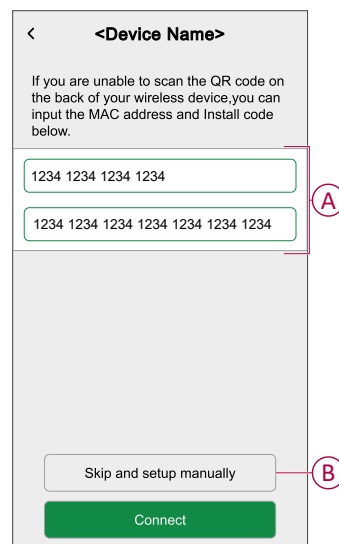 <Device Name>
If you are unable to scan the QR code on
the back of your wireless device,you can
input the MAC address and Install code
below.
1234 1234 1234 1234
A
1234 1234 1234 1234 1234 1234 1234
Skip and setup manually
B
Connect